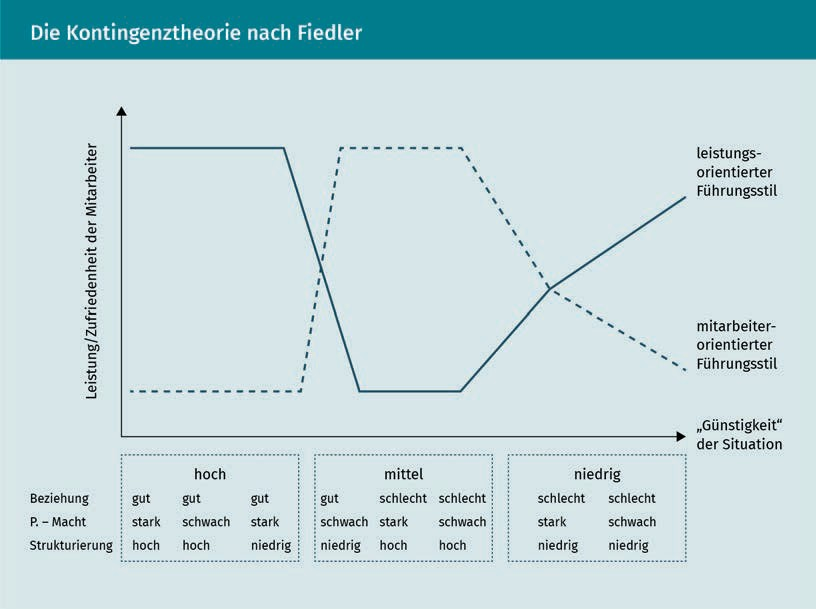 Die Kontingenztheorie nach Fiedler
Leistung/Zufriedenheit der Mitarbeiter
leistungs-
orientierter
Führungsstil
mitarbeiter-
orientierter
Führungsstil
„Günstigkeit“
der Situation
hoch mittel niedrig
Beziehung gut gut gut gut schlecht schlecht schlecht schlecht
P. – Macht stark schwach stark schwach stark schwach stark schwach
Strukturierung hoch hoch niedrig niedrig hoch hoch niedrig niedrig